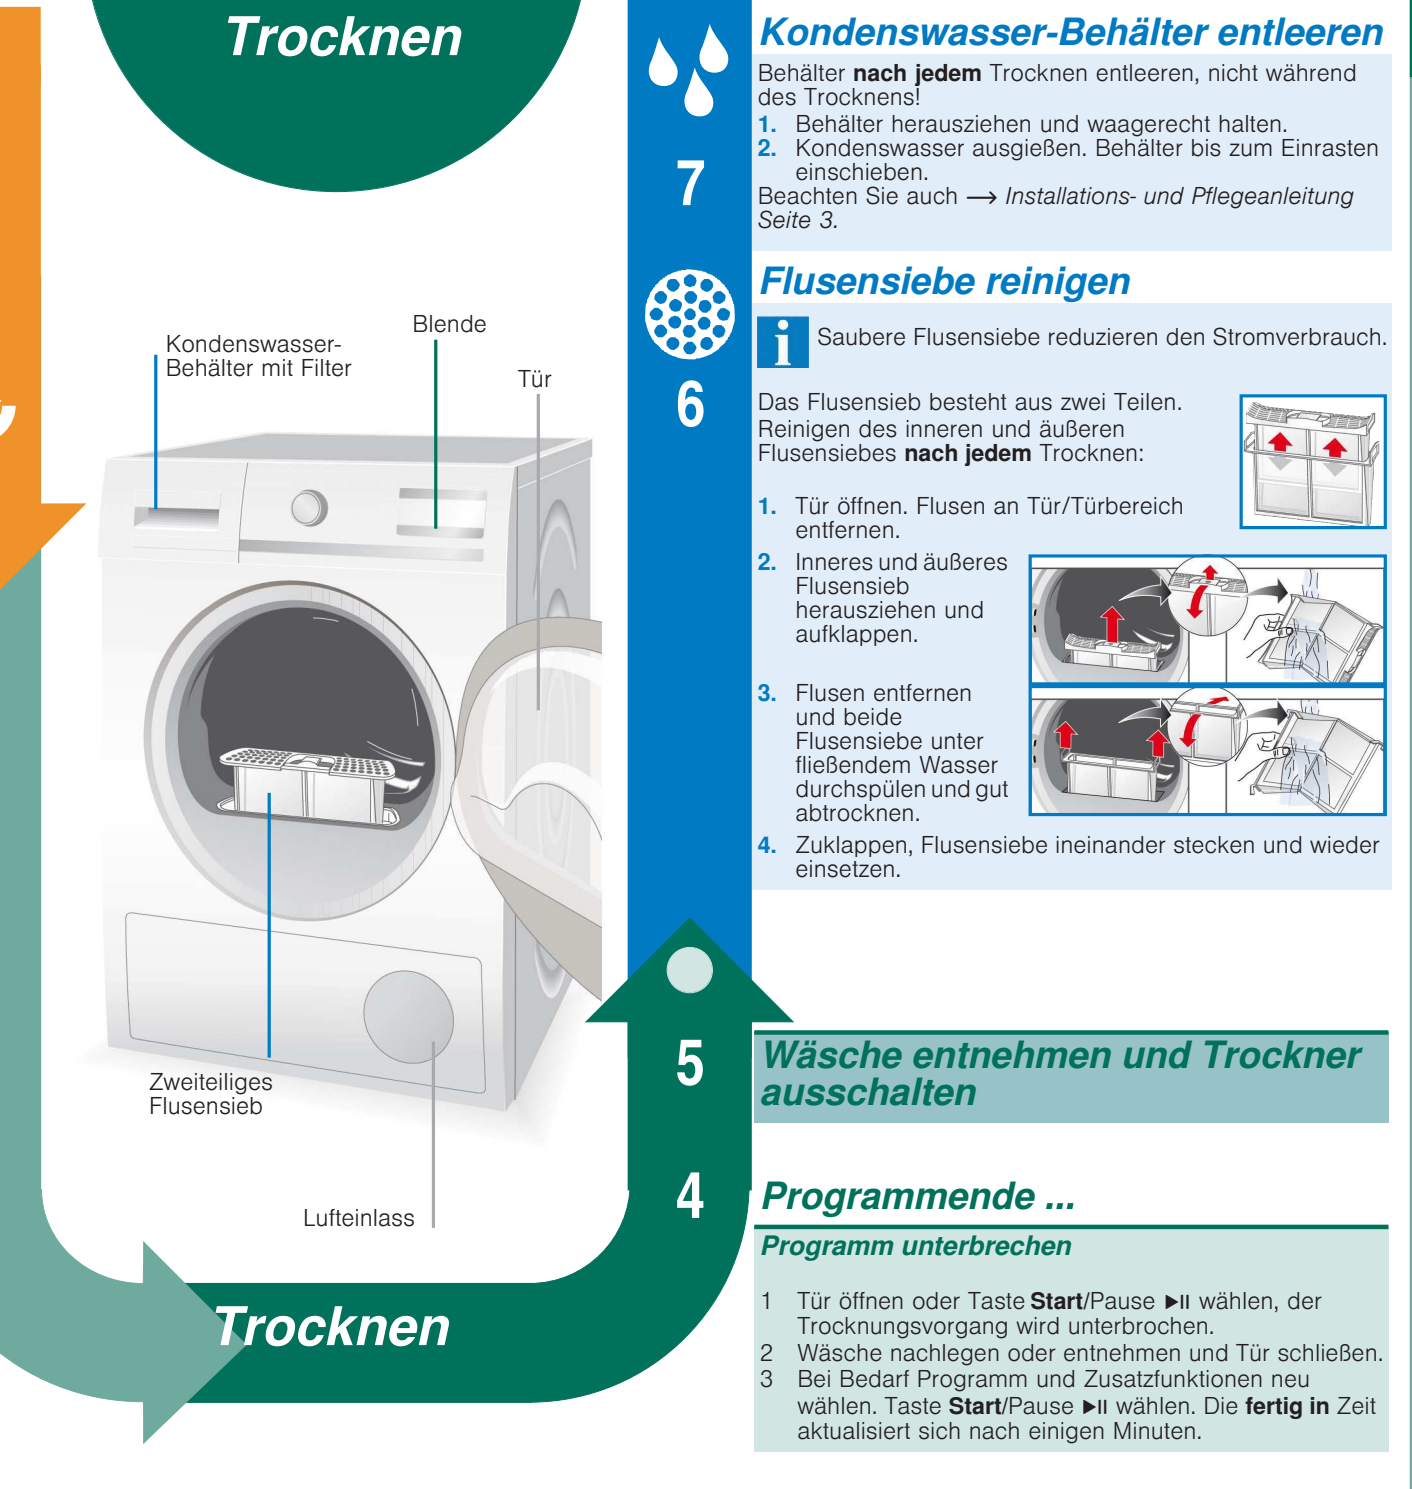 Trocknen
Kondenswasser-
Behälter mit Filter
Blende
Tür
Zweiteiliges
Flusensieb
Lufteinlass
Trocknen
7
Kondenswasser-Behälter entleeren
Behälter nach jedem Trocknen entleeren, nicht während
des Trocknens!
1. Behälter herausziehen und waagerecht halten.
2. Kondenswasser ausgießen. Behälter bis zum Einrasten
einschieben.
Beachten Sie auch → Installations- und Pflegeanleitung
Seite 3.
6
Flusensiebe reinigen
i Saubere Flusensiebe reduzieren den Stromverbrauch.
Das Flusensieb besteht aus zwei Teilen.
Reinigen des inneren und äußeren
Flusensiebes nach jedem Trocknen:
1. Tür öffnen. Flusen an Tür/Türbereich
entfernen.
2. Inneres und äußeres
Flusensieb
herausziehen und
aufklappen.
3. Flusen entfernen
und beide
Flusensiebe unter
fließendem Wasser
durchspülen und gut
abtrocknen.
4. Zuklappen, Flusensiebe ineinander stecken und wieder
einsetzen.
5
Wäsche entnehmen und Trockner
ausschalten
4
Programmende ...
Programm unterbrechen
1 Tür öffnen oder Taste Start/Pause ▶II wählen, der
Trocknungsvorgang wird unterbrochen.
2 Wäsche nachlegen oder entnehmen und Tür schließen.
3 Bei Bedarf Programm und Zusatzfunktionen neu
wählen. Taste Start/Pause ▶II wählen. Die fertig in Zeit
aktualisiert sich nach einigen Minuten.